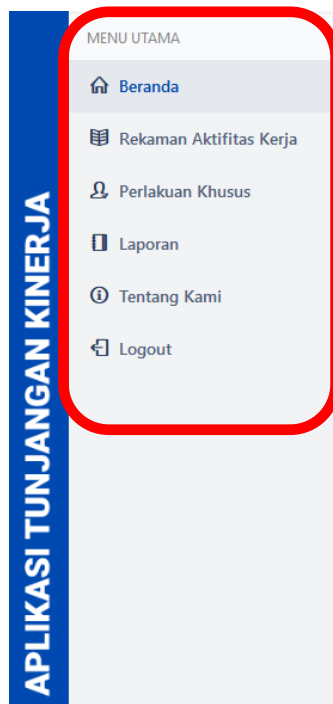 MENU UTAMA
Beranda
Rekaman Aktifitas Kerja
Perlakuan Khusus
Laporan
Tentang Kami
Logout
APLIKASI TUNJANGAN KINERJA